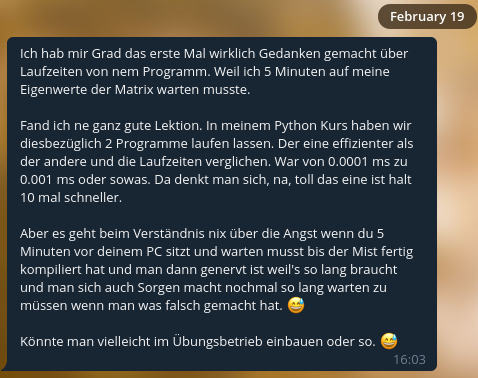 February 19
Ich hab mir Grad das erste Mal wirklich Gedanken gemacht über
Laufzeiten von nem Programm. Weil ich 5 Minuten auf meine
Eigenwerte der Matrix warten musste.
Fand ich ne ganz gute Lektion. In meinem Python Kurs haben wir
diesbezüglich 2 Programme laufen lassen. Der eine effizienter als
der andere und die Laufzeiten verglichen. War von 0.0001 ms zu
0.001 ms oder sowas. Da denkt man sich, na, toll das eine ist halt
10 mal schneller.
Aber es geht beim Verständnis nix über die Angst wenn du 5
Minuten vor deinem PC sitzt und warten musst bis der Mist fertig
kompiliert hat und man dann genervt ist weil's so lang braucht
und man sich auch Sorgen macht nochmal so lang warten zu
müssen wenn man was falsch gemacht hat. 😅
Könnte man vielleicht im Übungsbetrieb einbauen oder so. 😅
16:03